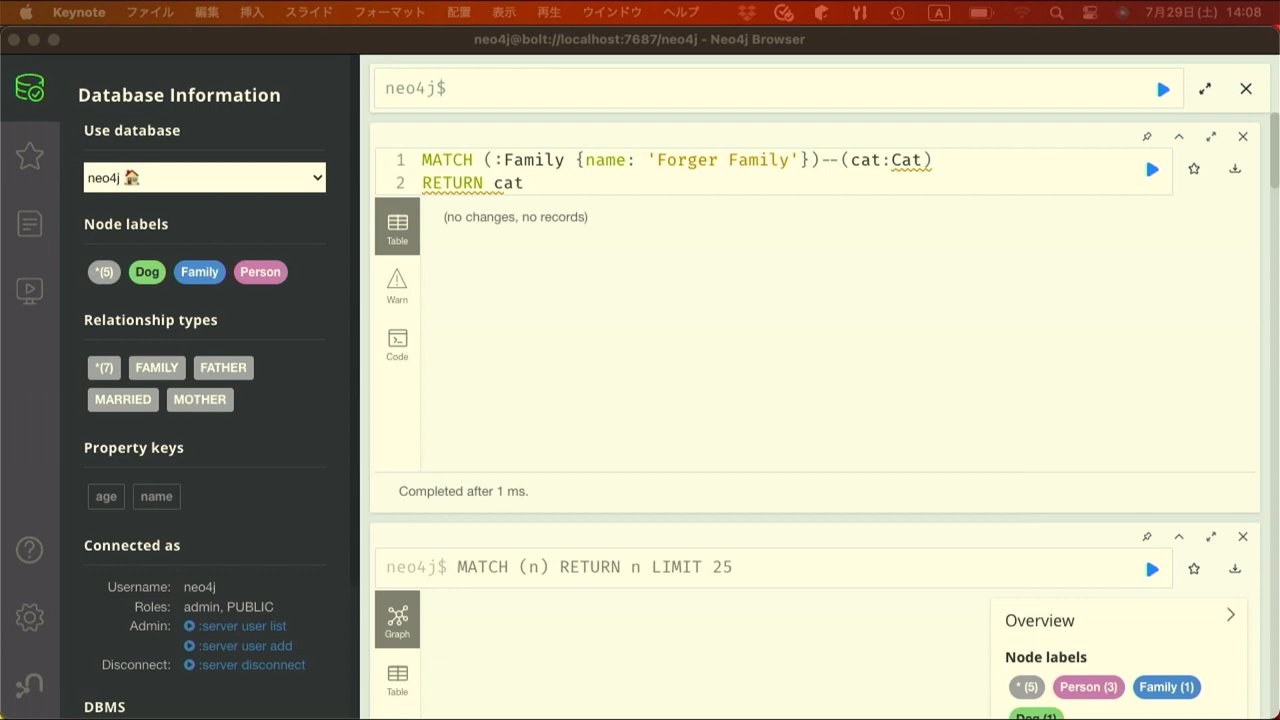 Keynote ファイル 編集 挿入 スライド フォーマット 配置 表示 再生 ウインドウ ヘルプ A 7月29日(土) 14:08
neo4j@bolt://localhost:7687/neo4j - Neo4j Browser
Database Information
Use database
neo4j
Node labels
*(5) Dog Family Person
Relationship types
*(7) FAMILY FATHER
MARRIED MOTHER
Property keys
age name
Connected as
Username: neo4j
Roles: admin, PUBLIC
Admin: :server user list
:server user add
Disconnect: :server disconnect
DBMS
neo4j$
1 MATCH (:Family {name: 'Forger Family'})--(cat:Cat)
2 RETURN cat
Table
(no changes, no records)
Warn
Code
Completed after 1 ms.
neo4j$ MATCH (n) RETURN n LIMIT 25
Graph
Table
Overview
Node labels
* (5) Person (3) Family (1)
Dog (1)